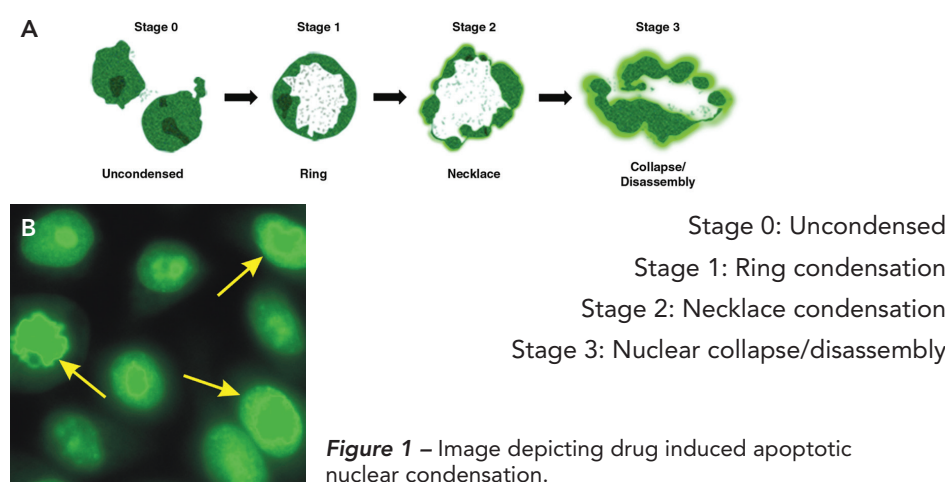 A
Stage 0
Stage 1
Stage 2
Stage 3
Uncondensed
Ring
Necklace
Collapse/
Disassembly
B
Stage 0: Uncondensed
Stage 1: Ring condensation
Stage 2: Necklace condensation
Stage 3: Nuclear collapse/disassembly
Figure 1 – Image depicting drug induced apoptotic
nuclear condensation.